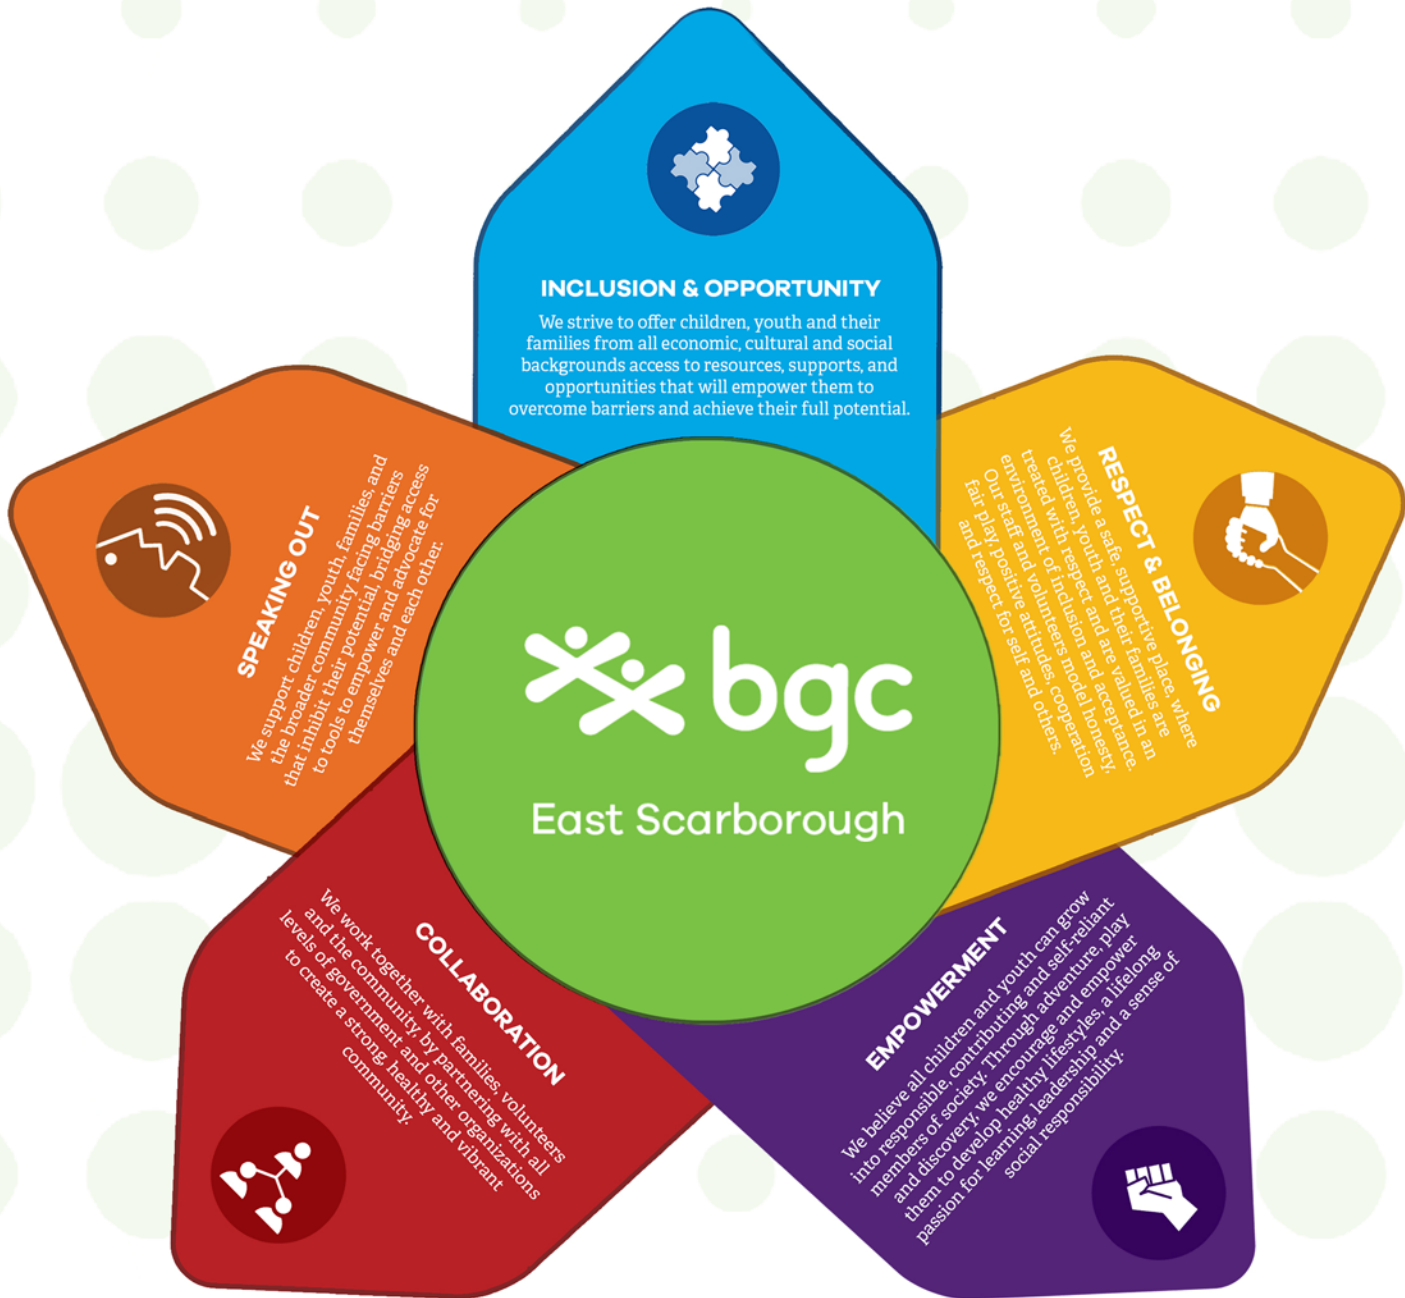 INCLUSION & OPPORTUNITY
We strive to offer children, youth and their
families from all economic, cultural and social
backgrounds access to resources, supports, and
opportunities that will empower them to
overcome barriers and achieve their full potential.
RESPECT & BELONGING
We provide a safe, supportive place, where
children, youth and their families are
treated with respect and are valued in an
environment of inclusion and acceptance.
Our staff and volunteers model honesty,
fair play, positive attitudes, cooperation
and respect for self and others.
EMPOWERMENT
We believe all children and youth can grow
into responsible, contributing and self-reliant
members of society. Through adventure, play
and discovery, we encourage and empower
them to develop healthy lifestyles, a lifelong
passion for learning, leadership and a sense of
social responsibility.
COLLABORATION
We work together with families, volunteers
and the community, by partnering with all
levels of government and other organizations
to create a strong, healthy and vibrant
community.
SPEAKING OUT
We support children, youth, families, and
the broader community facing barriers
that inhibit their potential, bridging access
to tools to empower and advocate for
themselves and each other.
bgc
East Scarborough